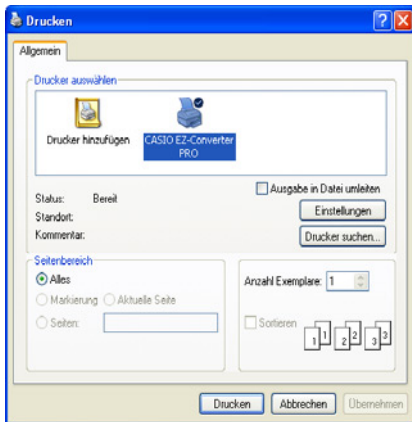 Drucken
Allgemein
Drucker auswählen
Drucker hinzufügen
CASIO EZ-Converter
PRO
Status: Bereit
Standort:
Kommentar:
Ausgabe in Datei umleiten
Einstellungen
Drucker suchen...
Seitenbereich
Alles
Markierung Aktuelle Seite
Seiten:
Anzahl Exemplare: 1
Sortieren
1 1 2 2 3 3
Drucken Abbrechen Übernehmen